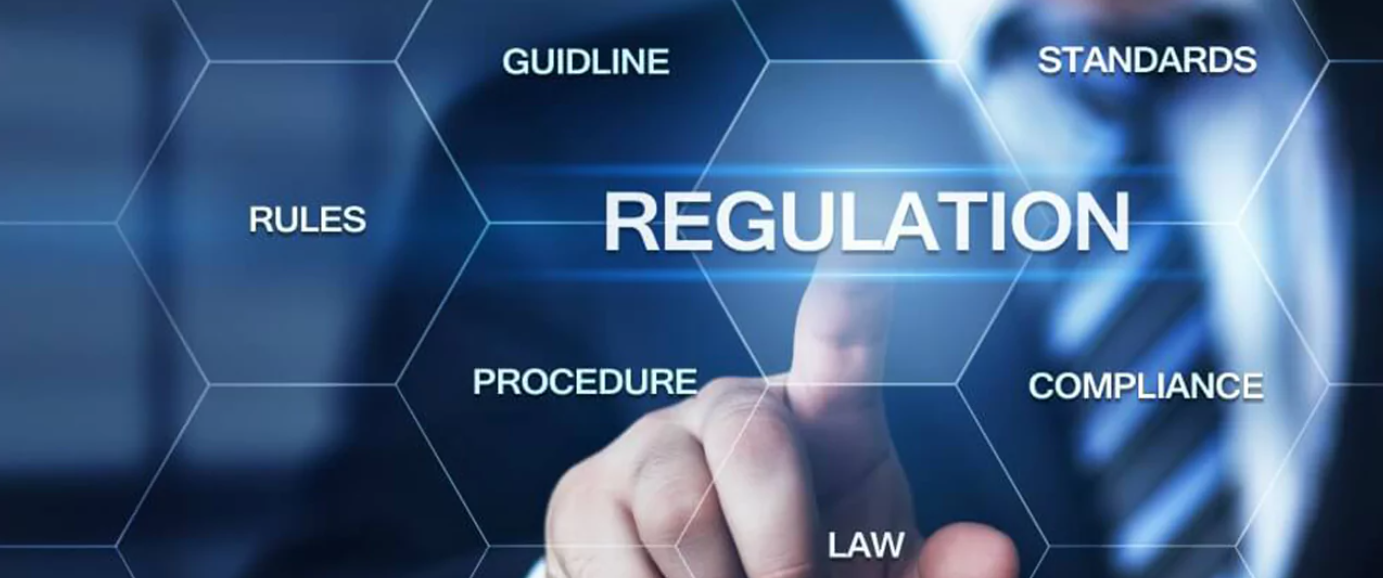 GUIDLINE
STANDARDS
RULES
REGULATION
PROCEDURE
COMPLIANCE
LAW